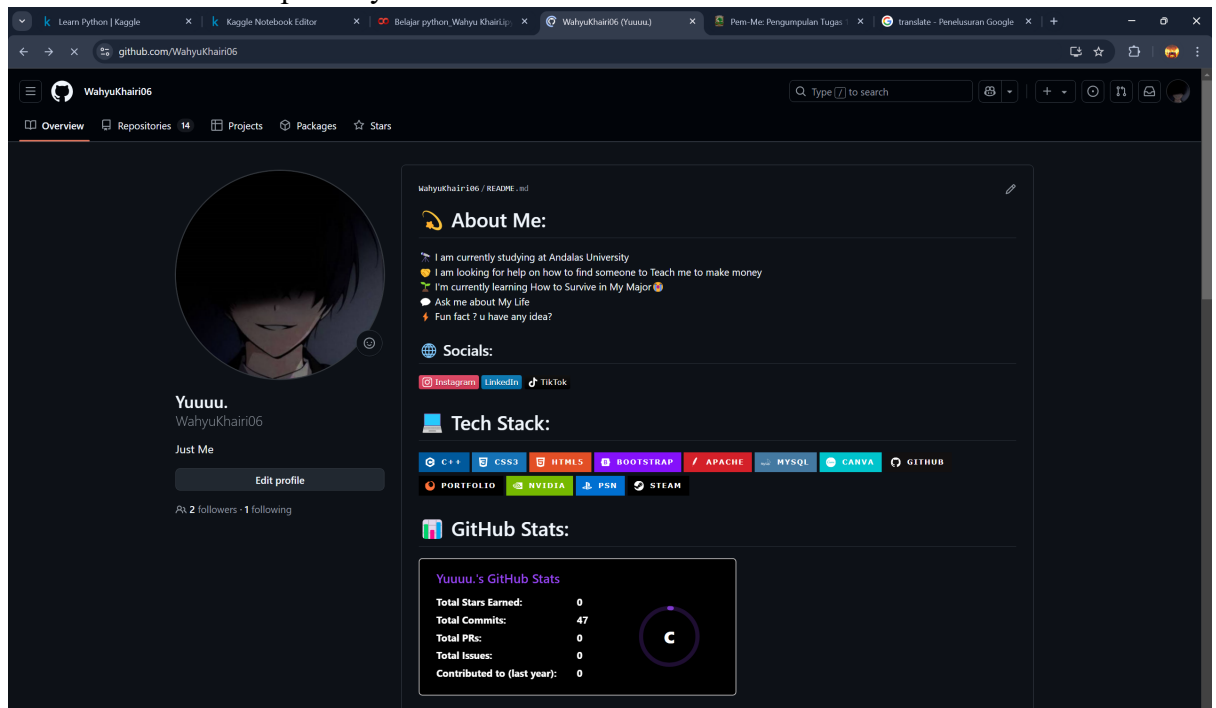 Learn Python | Kaggle
Kaggle Notebook Editor
Belajar python_Wahyu Khairi.ip
WahyuKhairi06 (Yuuuu.)
Pem-Me: Pengumpulan Tugas
translate - Penelusuran Google
github.com/WahyuKhairi06
WahyuKhairi06
Type / to search
Overview
Repositories 14
Projects
Packages
Stars
WahyuKhairi06 / README.md
About Me:
I am currently studying at Andalas University
I am looking for help on how to find someone to Teach me to make money
I'm currently learning How to Survive in My Major
Ask me about My Life
Fun fact ? u have any idea?
Socials:
Instagram LinkedIn TikTok
Tech Stack:
C++ CSS3 HTML5 BOOTSTRAP APACHE MYSQL CANVA GITHUB
PORTFOLIO NVIDIA PSN STEAM
GitHub Stats:
Yuuuu.'s GitHub Stats
Total Stars Earned: 0
Total Commits: 47
Total PRs: 0
Total Issues: 0
Contributed to (last year): 0
C
Yuuuu.
WahyuKhairi06
Just Me
Edit profile
2 followers · 1 following